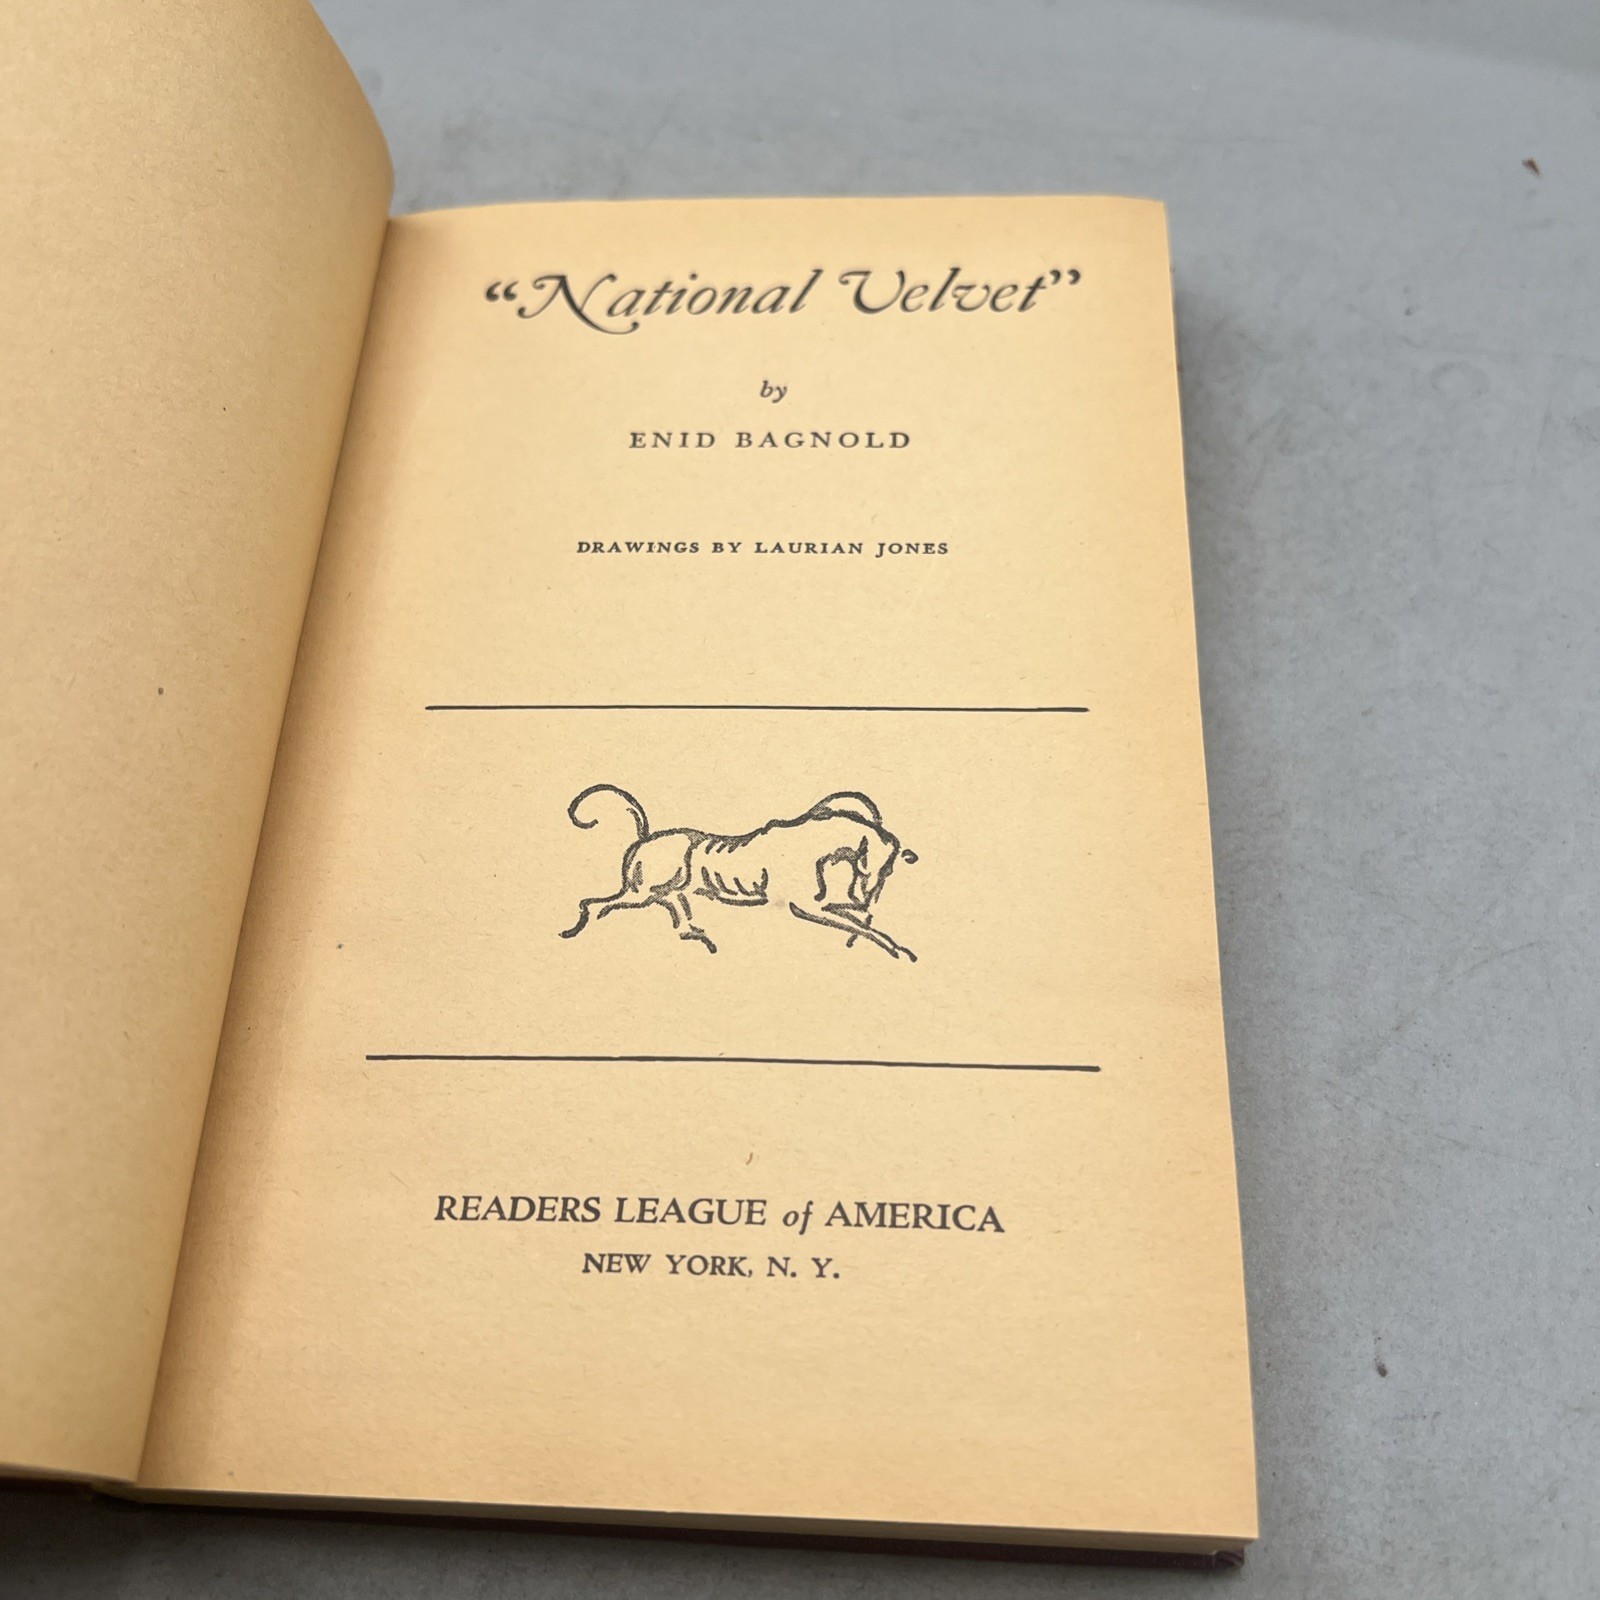 “National Velvet”
by
ENID BAGNOLD
DRAWINGS BY LAURIAN JONES
READERS LEAGUE of AMERICA
NEW YORK, N. Y.